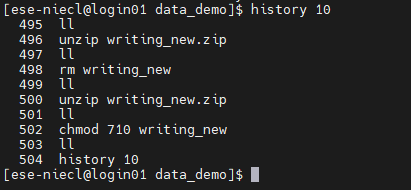 [ese-niecl@login01 data_demo]$ history 10
495 ll
496 unzip writing_new.zip
497 ll
498 rm writing_new
499 ll
500 unzip writing_new.zip
501 ll
502 chmod 710 writing_new
503 ll
504 history 10
[ese-niecl@login01 data_demo]$